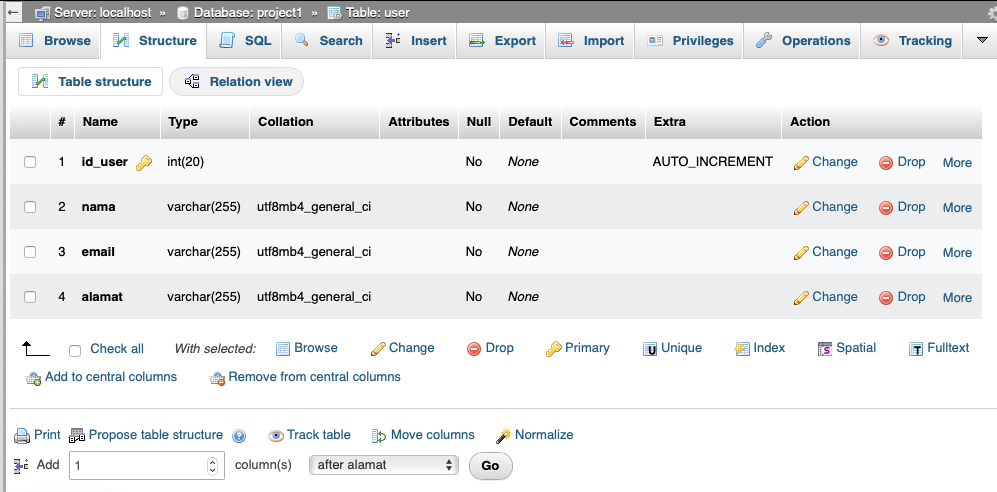 Server: localhost » Database: project1 » Table: user
Browse Structure SQL Search Insert Export Import Privileges Operations Tracking
Table structure Relation view
# Name Type Collation Attributes Null Default Comments Extra Action
1 id_user int(20) No None AUTO_INCREMENT Change Drop More
2 nama varchar(255) utf8mb4_general_ci No None Change Drop More
3 email varchar(255) utf8mb4_general_ci No None Change Drop More
4 alamat varchar(255) utf8mb4_general_ci No None Change Drop More
Check all With selected: Browse Change Drop Primary Unique Index Spatial Fulltext
Add to central columns Remove from central columns
Print Propose table structure Track table Move columns Normalize
Add 1 column(s) after alamat Go